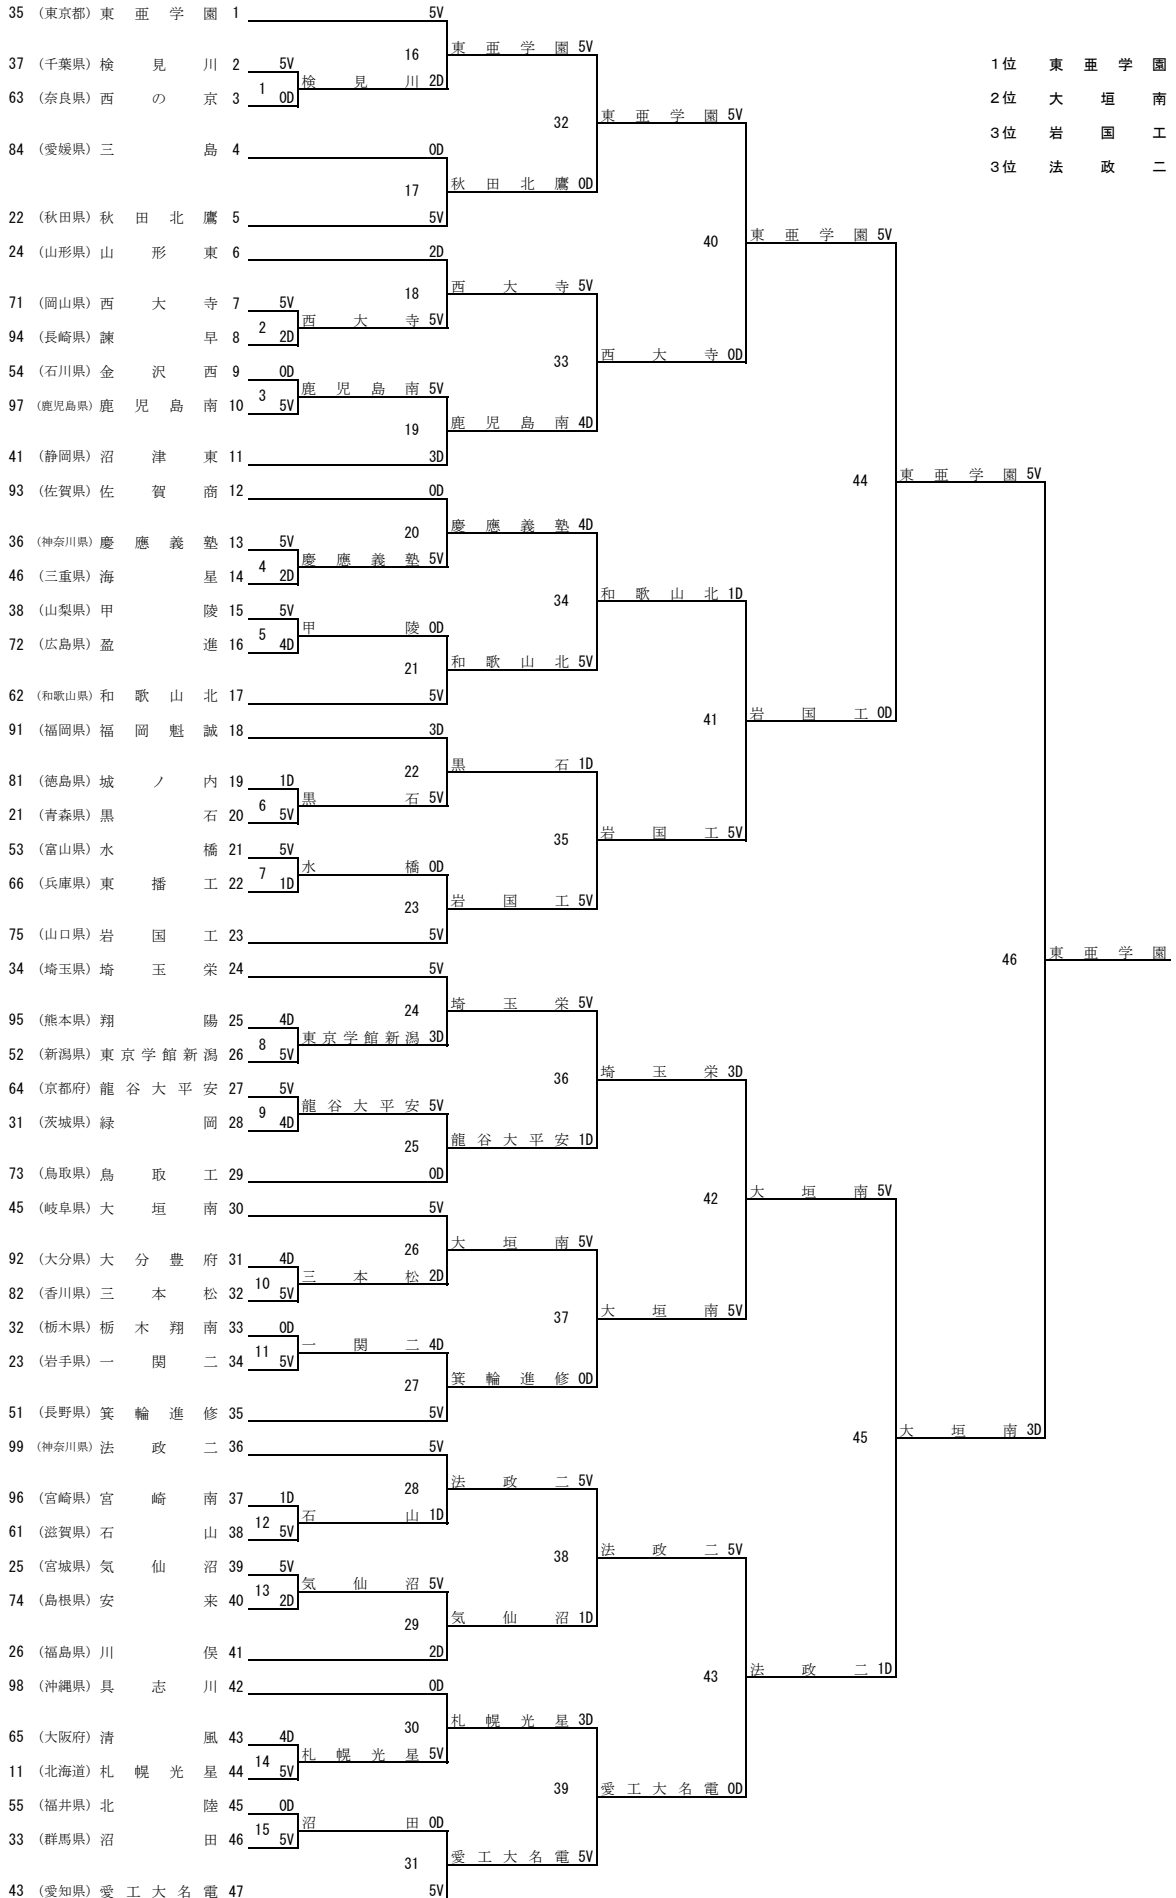 35 (東京都) 東亜学園 1 5V
東亜学園 5V
16
37 (千葉県) 検見川 2 5V
1位 東亜学園
1 検見川 2D
63 (奈良県) 西の京 3 0D
2位 大垣南
32 東亜学園 5V
3位 岩国工
84 (愛媛県) 三島 4 0D
3位 法政二
17 秋田北鷹 0D
22 (秋田県) 秋田北鷹 5 5V
40 東亜学園 5V
24 (山形県) 山形東 6 2D
18 西大寺 5V
71 (岡山県) 西大寺 7 5V
2 西大寺 5V
94 (長崎県) 諫早 8 2D
33 西大寺 0D
54 (石川県) 金沢西 9 0D
3 鹿児島南 5V
97 (鹿児島県) 鹿児島南 10 5V
19 鹿児島南 4D
41 (静岡県) 沼津東 11 3D
44 東亜学園 5V
93 (佐賀県) 佐賀商 12 0D
20 慶應義塾 4D
36 (神奈川県) 慶應義塾 13 5V
4 慶應義塾 5V
46 (三重県) 海星 14 2D
34 和歌山北 1D
38 (山梨県) 甲陵 15 5V
5 甲陵 0D
72 (広島県) 盈進 16 4D
21 和歌山北 5V
62 (和歌山県) 和歌山北 17 5V
41 岩国工 0D
91 (福岡県) 福岡魁誠 18 3D
22 黒石 1D
81 (徳島県) 城ノ内 19 1D
6 黒石 5V
21 (青森県) 黒石 20 5V
35 岩国工 5V
53 (富山県) 水橋 21 5V
7 水橋 0D
66 (兵庫県) 東播工 22 1D
23 岩国工 5V
75 (山口県) 岩国工 23 5V
46 東亜学園
34 (埼玉県) 埼玉栄 24 5V
24 埼玉栄 5V
95 (熊本県) 翔陽 25 4D
8 東京学館新潟 3D
52 (新潟県) 東京学館新潟 26 5V
36 埼玉栄 3D
64 (京都府) 龍谷大平安 27 5V
9 龍谷大平安 5V
31 (茨城県) 緑岡 28 4D
25 龍谷大平安 1D
73 (鳥取県) 鳥取工 29 0D
42 大垣南 5V
45 (岐阜県) 大垣南 30 5V
26 大垣南 5V
92 (大分県) 大分豊府 31 4D
10 三本松 2D
82 (香川県) 三本松 32 5V
37 大垣南 5V
32 (栃木県) 栃木翔南 33 0D
11 一関二 4D
23 (岩手県) 一関二 34 5V
27 箕輪進修 0D
51 (長野県) 箕輪進修 35 5V
45 大垣南 3D
99 (神奈川県) 法政二 36 5V
28 法政二 5V
96 (宮崎県) 宮崎南 37 1D
12 石山 1D
61 (滋賀県) 石山 38 5V
38 法政二 5V
25 (宮城県) 気仙沼 39 5V
13 気仙沼 5V
74 (島根県) 安来 40 2D
29 気仙沼 1D
26 (福島県) 川俣 41 2D
43 法政二 1D
98 (沖縄県) 具志川 42 0D
30 札幌光星 3D
65 (大阪府) 清風 43 4D
14 札幌光星 5V
11 (北海道) 札幌光星 44 5V
39 愛工大名電 0D
55 (福井県) 北陸 45 0D
15 沼田 0D
33 (群馬県) 沼田 46 5V
31 愛工大名電 5V
43 (愛知県) 愛工大名電 47 5V